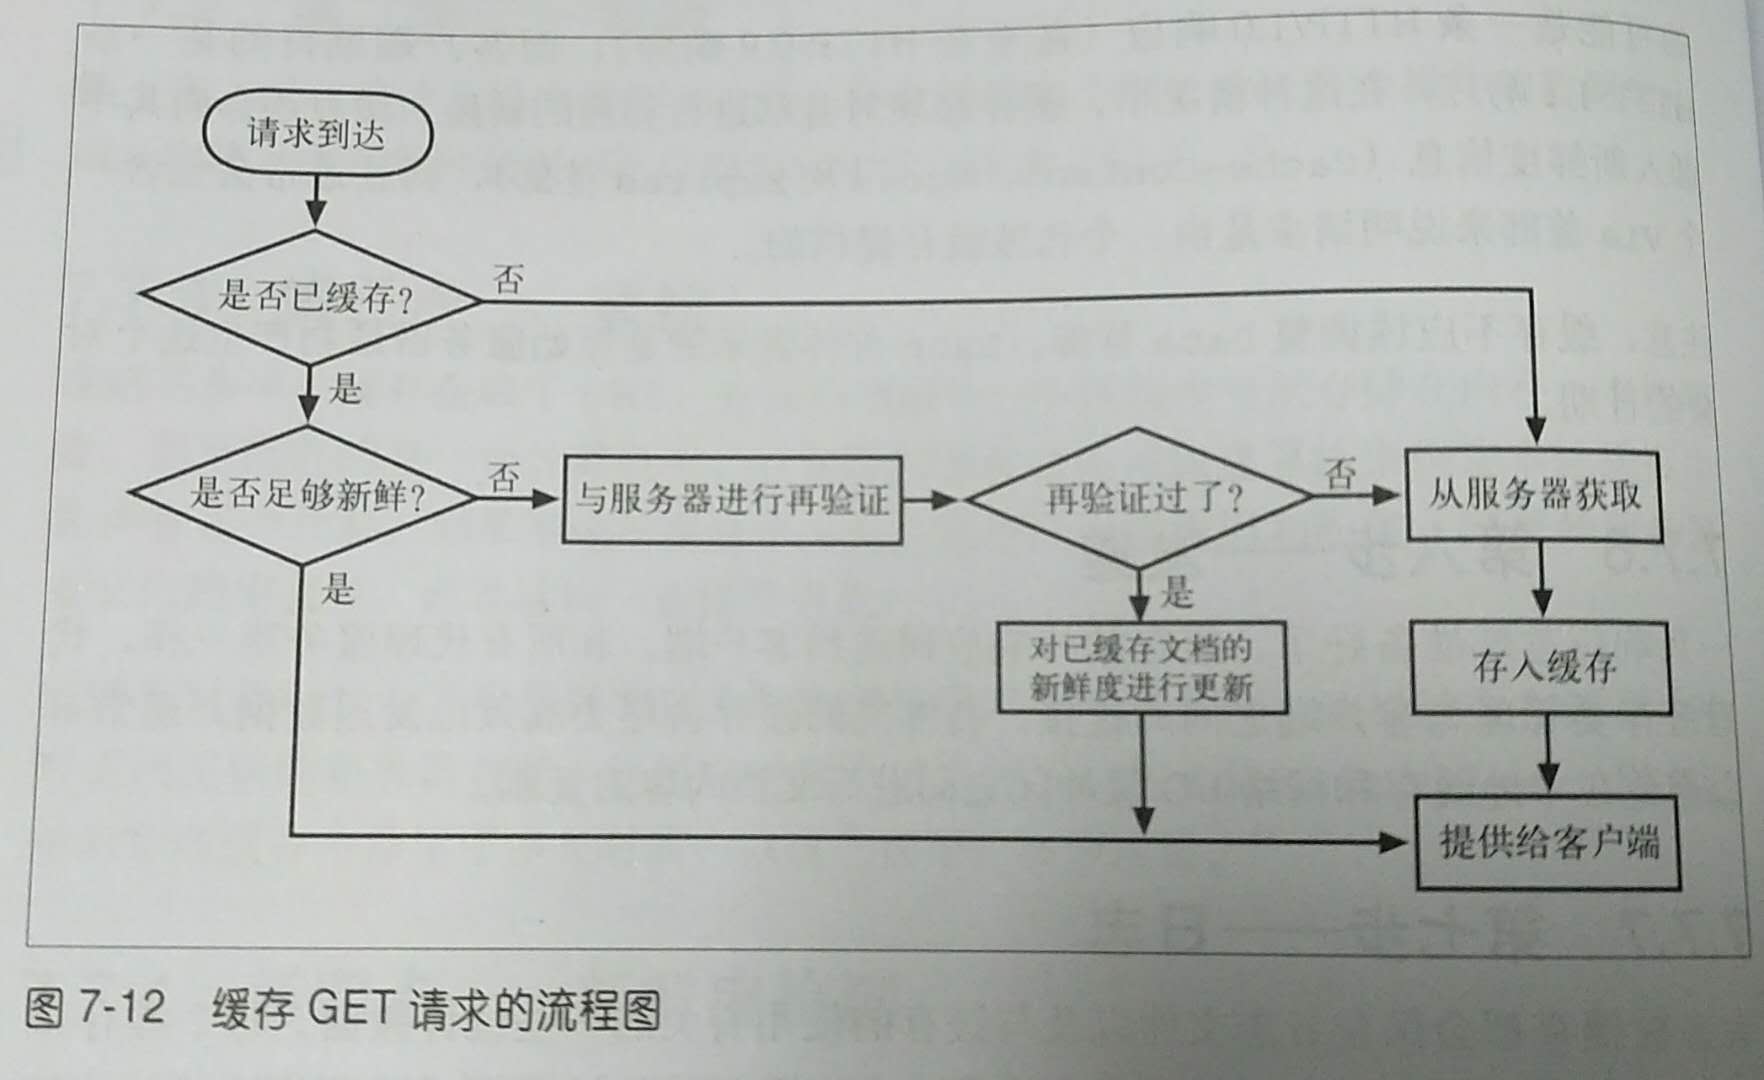 请求到达
是否已缓存?
否
是
是否足够新鲜?
否
与服务器进行再验证
再验证过了?
否
从服务器获取
是
是
对已缓存文档的
新鲜度进行更新
存入缓存
提供给客户端
图 7-12 缓存 GET 请求的流程图